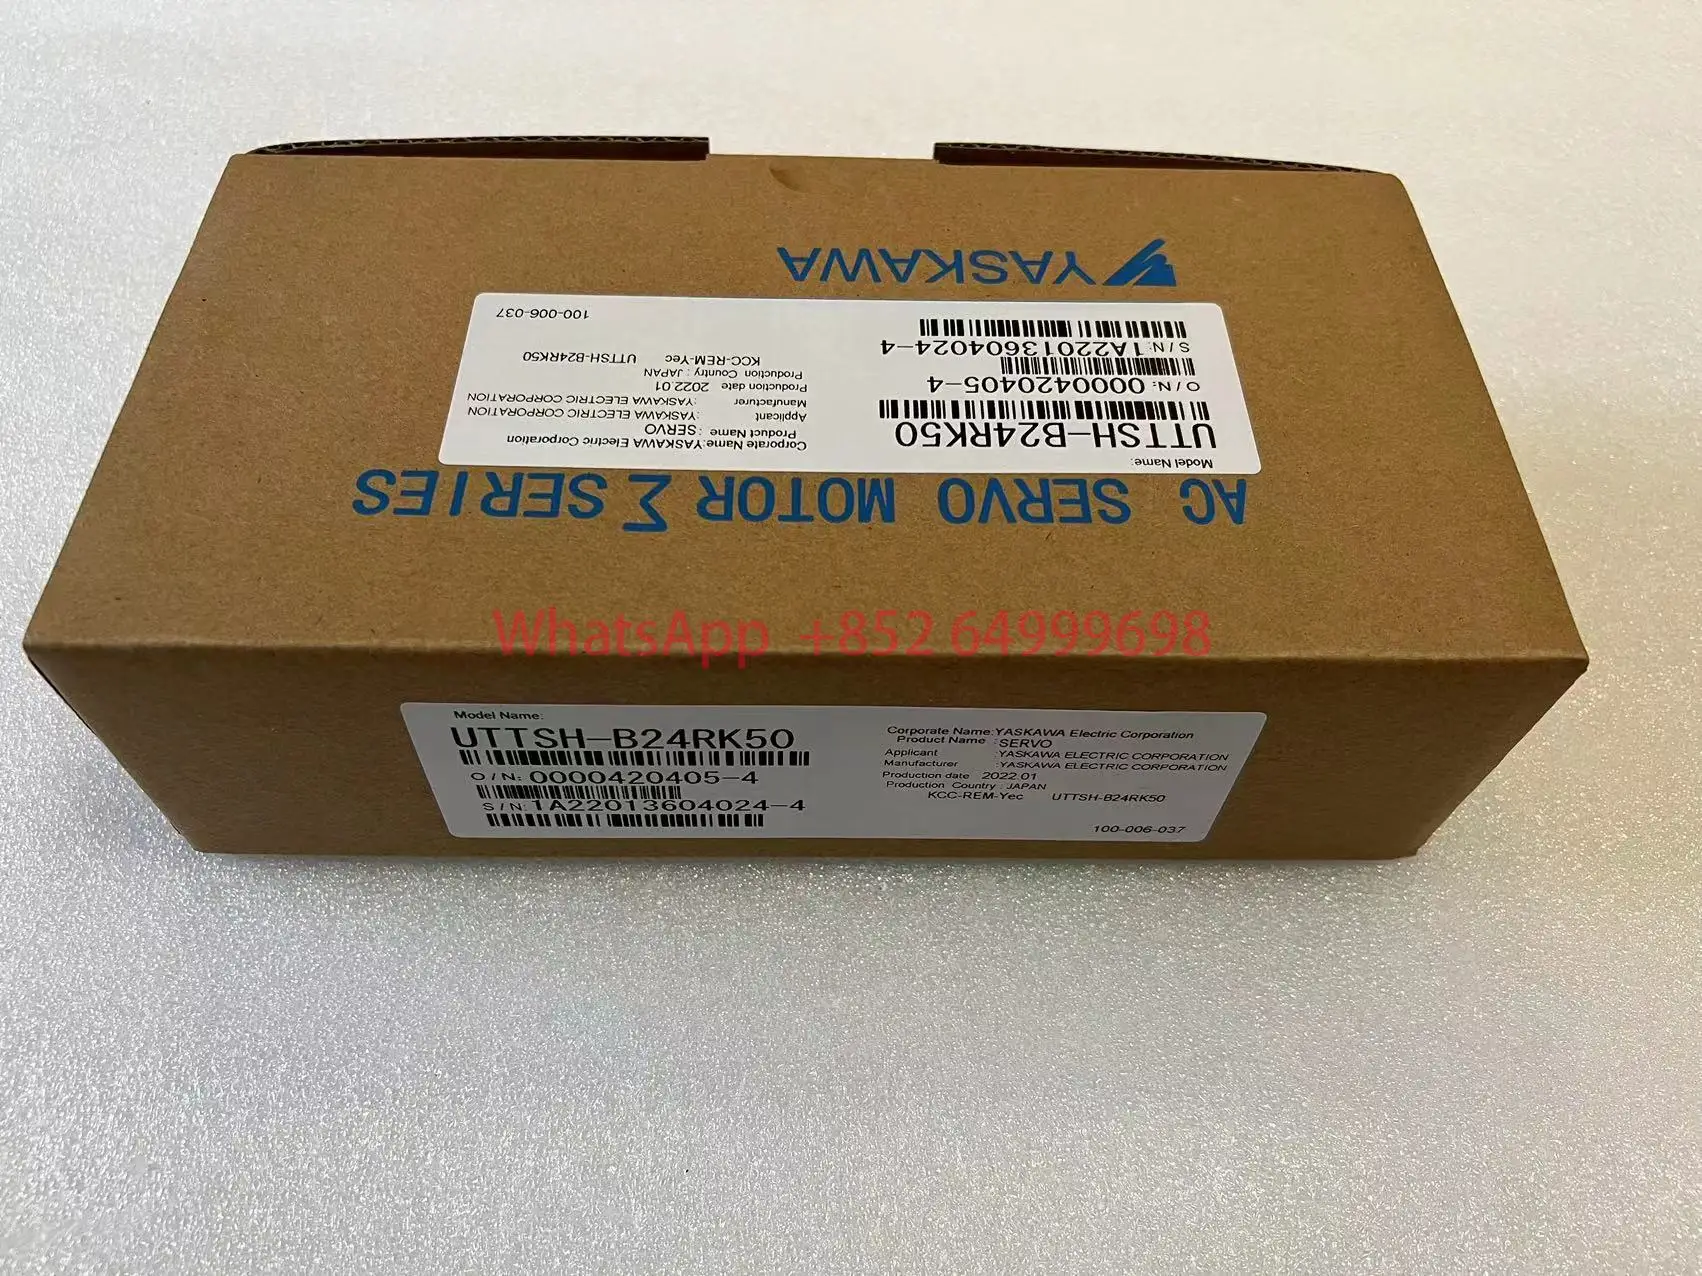 YASKAWA
Model Name:
UTTSH-B24RK50
O/N: 0000420405-4
S/N: 1A22013604024-4
Corporate Name:YASKAWA Electric Corporation
Product Name :SERVO
Applicant :YASKAWA ELECTRIC CORPORATION
Manufacturer :YASKAWA ELECTRIC CORPORATION
Production date 2022.01
Production Country : JAPAN
KCC-REM-Yec UTTSH-B24RK50
100-006-037
AC SERVO MOTOR Σ SERIES
WhatsApp +852 64999698
Model Name:
UTTSH-B24RK50
O/N: 0000420405-4
S/N: 1A22013604024-4
Corporate Name:YASKAWA Electric Corporation
Product Name :SERVO
Applicant :YASKAWA ELECTRIC CORPORATION
Manufacturer :YASKAWA ELECTRIC CORPORATION
Production date 2022.01
Production Country : JAPAN
KCC-REM-Yec UTTSH-B24RK50
100-006-037